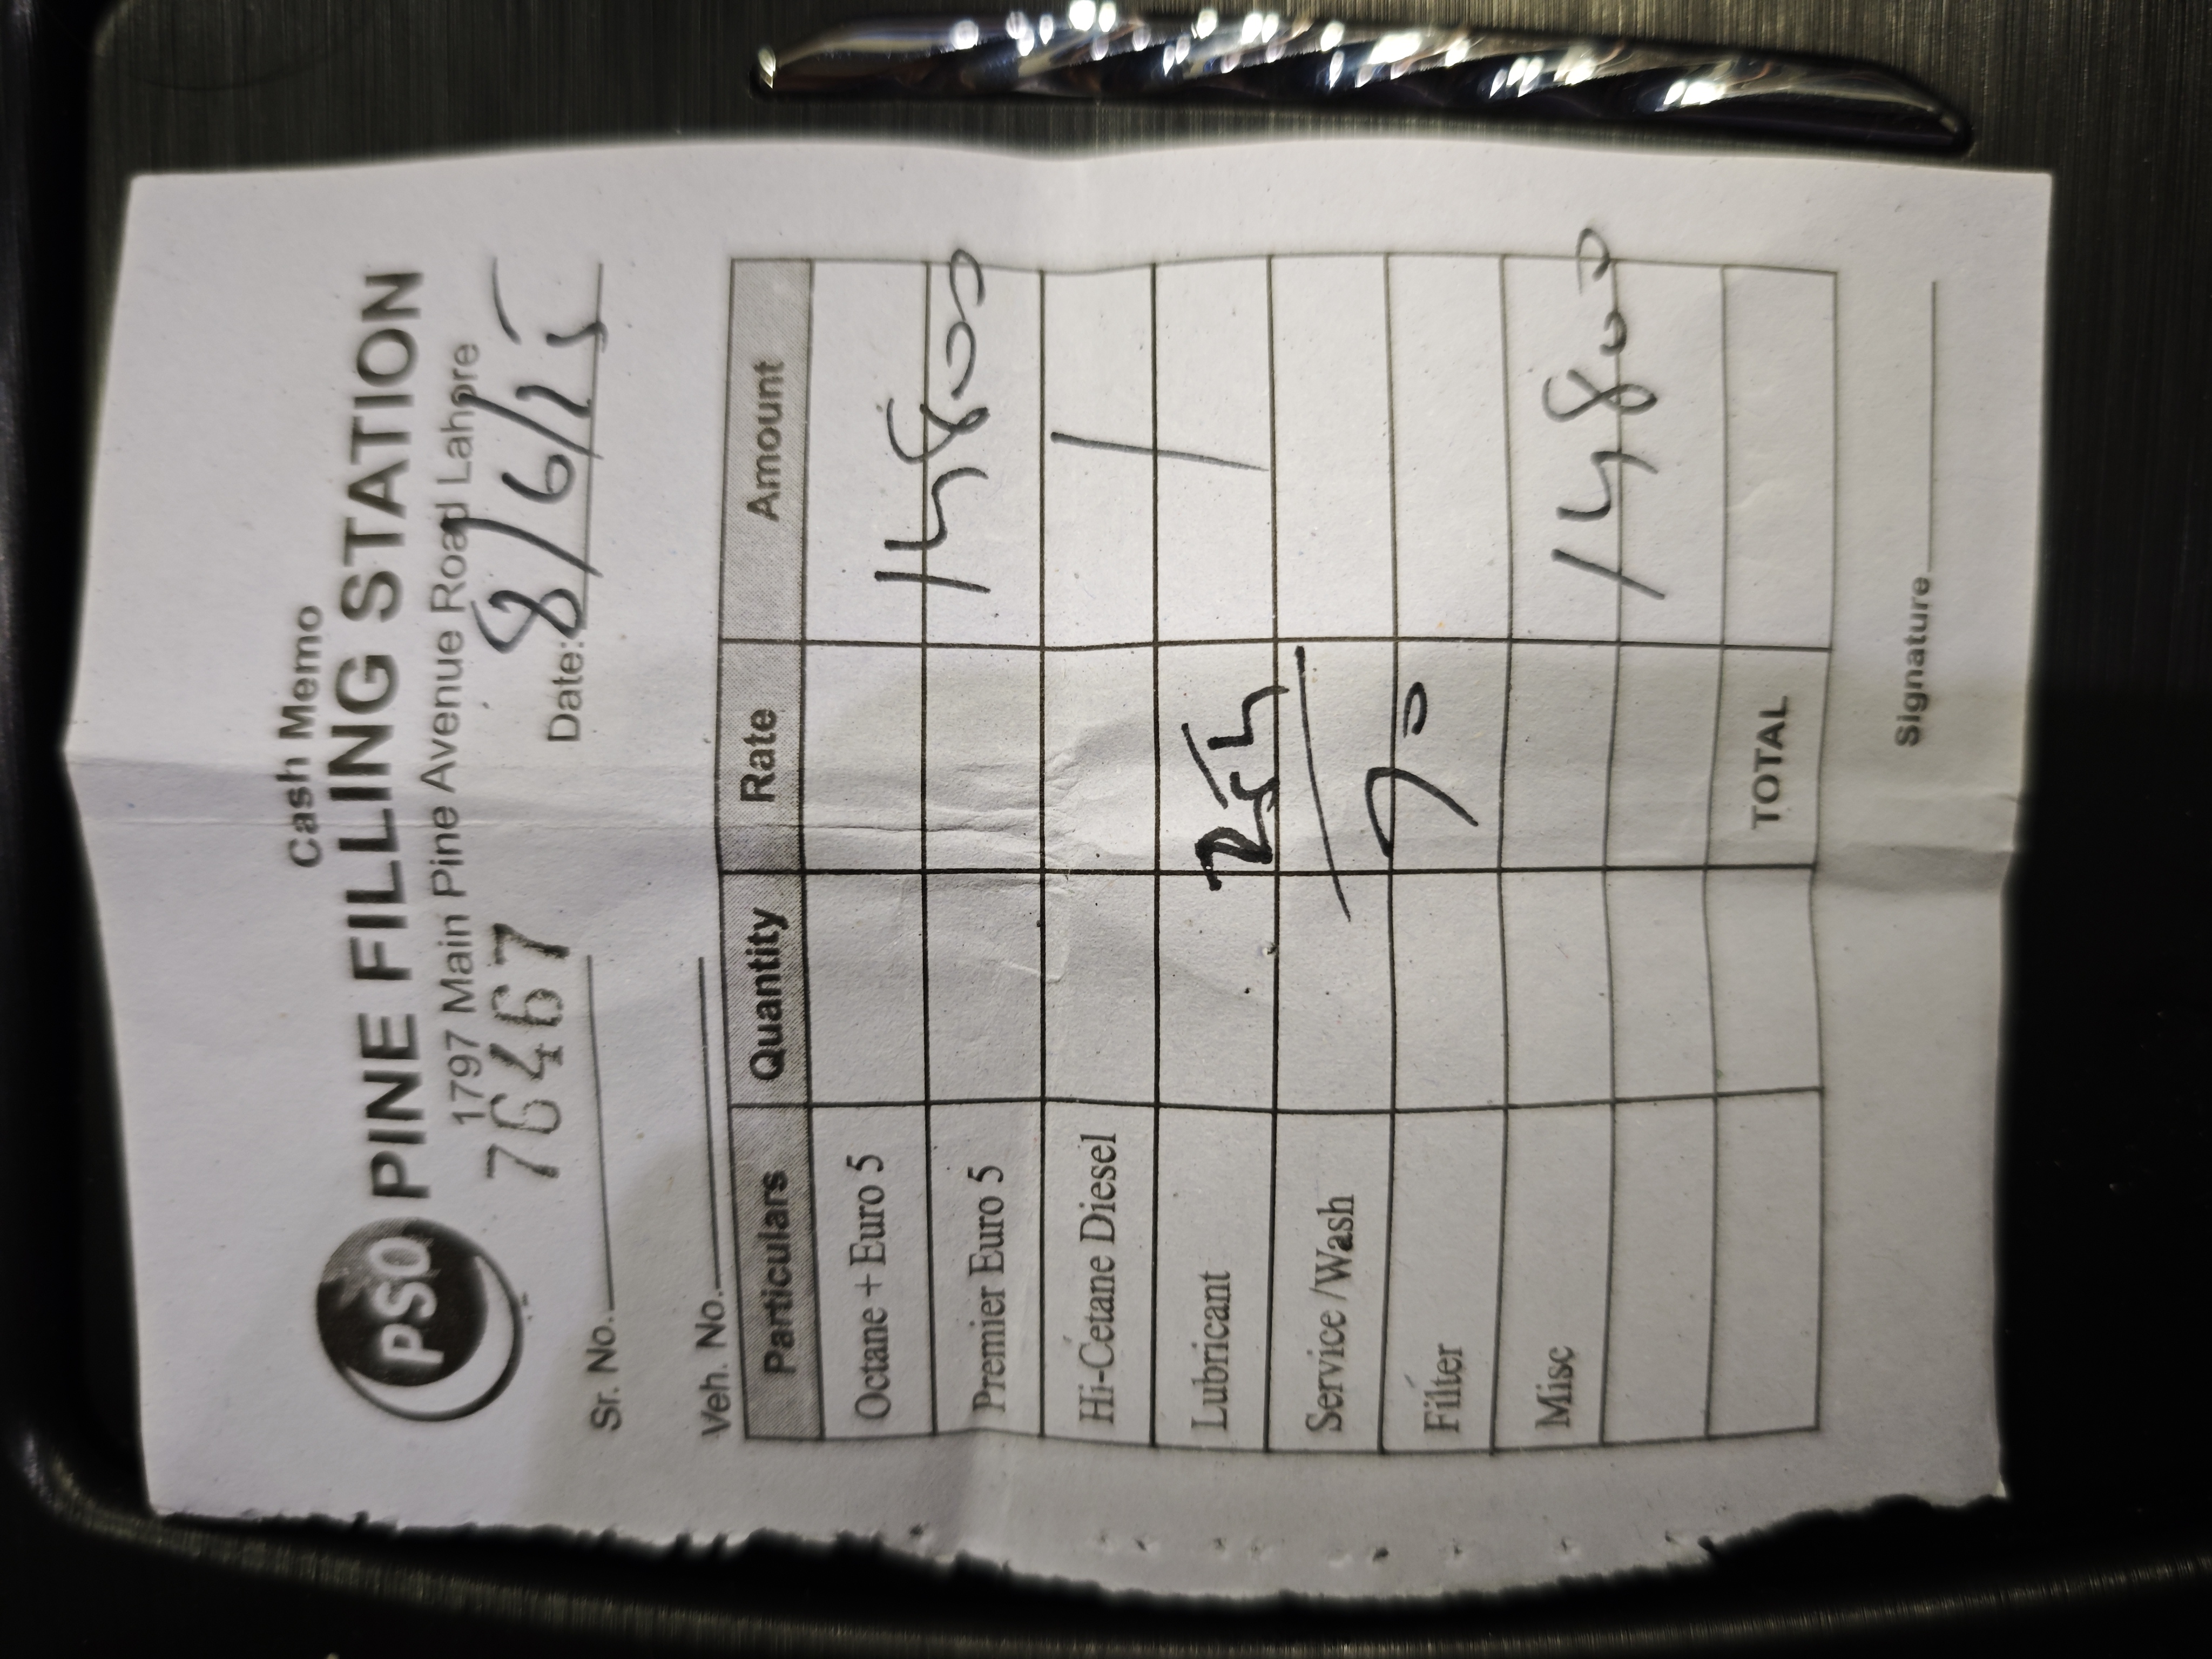 Cash Memo
PSO PINE FILLING STATION
1797 Main Pine Avenue Road Lahore
76467
Sr. No. Date: 8/6/25
Veh. No.
Particulars Quantity Rate Amount
Octane + Euro 5
Premier Euro 5 14800
Hi-Cetane Diesel
Lubricant 254
Service /Wash
Filter 70
Misc 14800
TOTAL
Signature